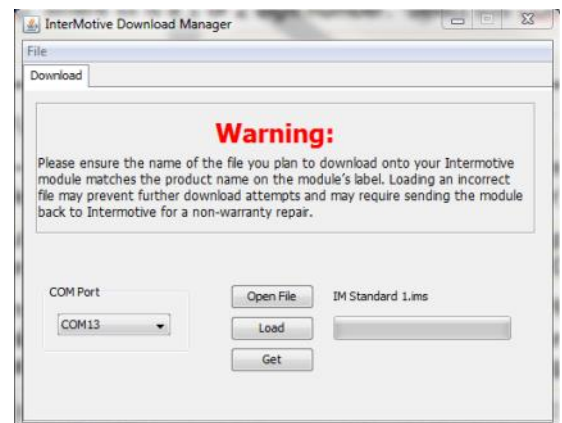 InterMotive Download Manager
File
Download
Warning:
Please ensure the name of the file you plan to download onto your Intermotive
module matches the product name on the module's label. Loading an incorrect
file may prevent further download attempts and may require sending the module
back to Intermotive for a non-warranty repair.
COM Port
Open File
IM Standard 1.ims
COM13
Load
Get